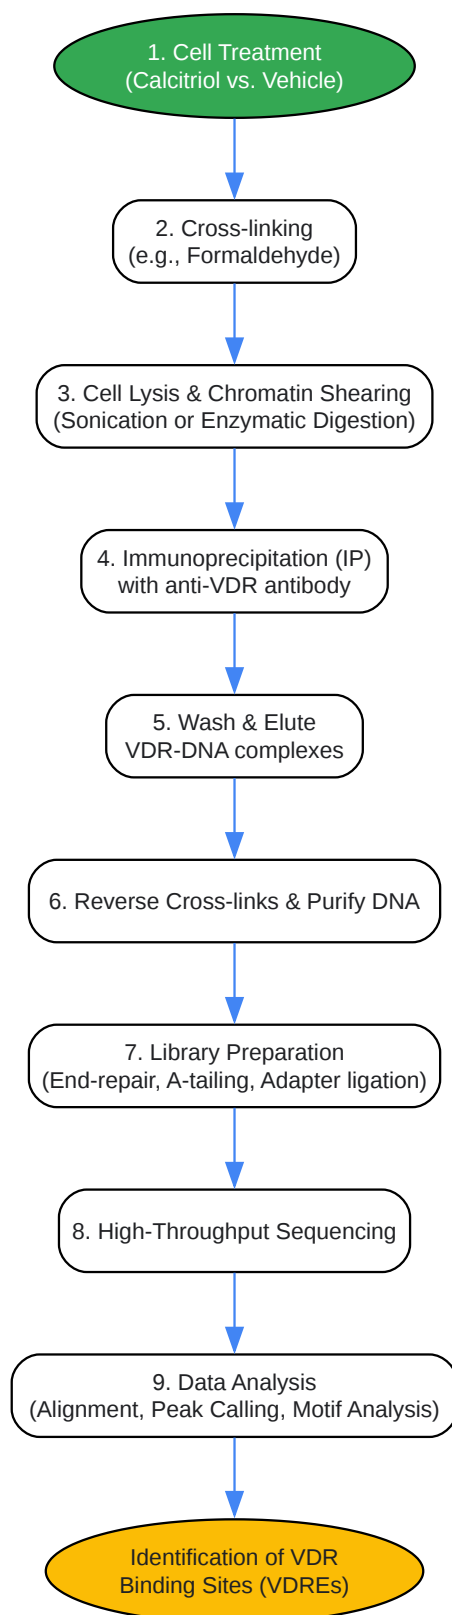 1. Cell Treatment
(Calcitriol vs. Vehicle)
2. Cross-linking
(e.g., Formaldehyde)
3. Cell Lysis & Chromatin Shearing
(Sonication or Enzymatic Digestion)
4. Immunoprecipitation (IP)
with anti-VDR antibody
5. Wash & Elute
VDR-DNA complexes
6. Reverse Cross-links & Purify DNA
7. Library Preparation
(End-repair, A-tailing, Adapter ligation)
8. High-Throughput Sequencing
9. Data Analysis
(Alignment, Peak Calling, Motif Analysis)
Identification of VDR
Binding Sites (VDREs)